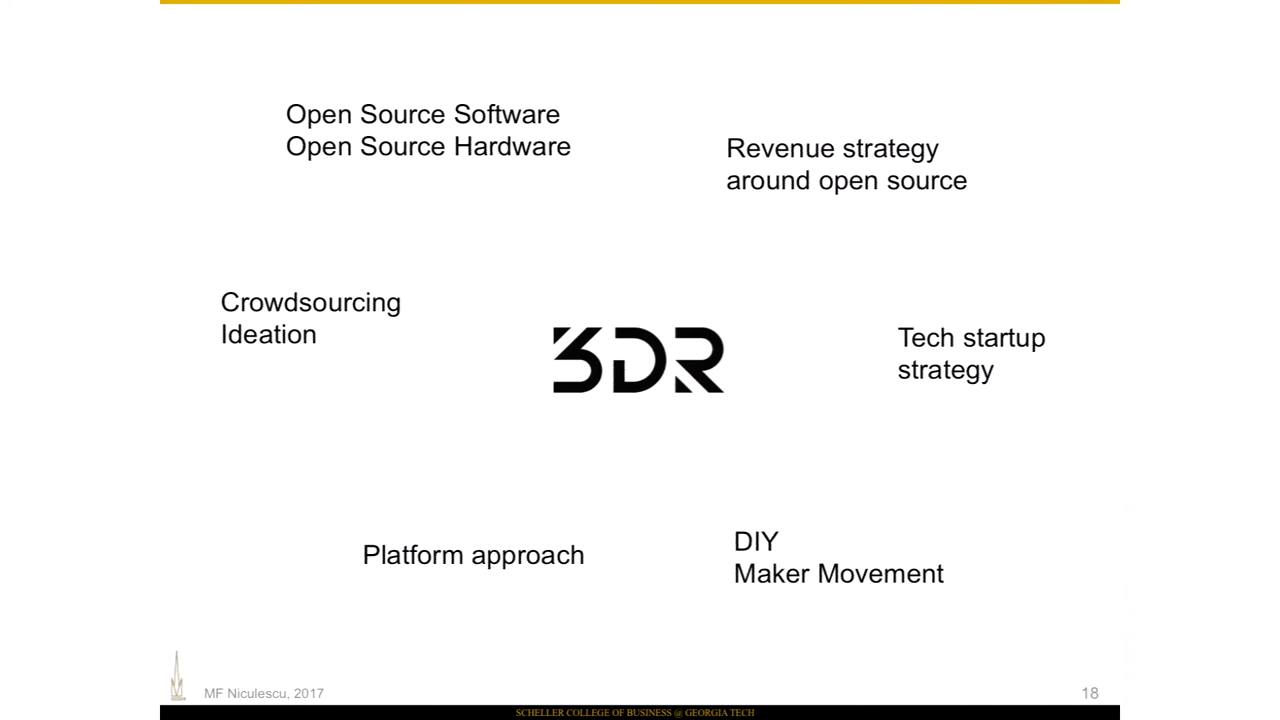 Open Source Software
Open Source Hardware
Revenue strategy
around open source
Crowdsourcing
Ideation
3DR
Tech startup
strategy
Platform approach
DIY
Maker Movement
MF Niculescu, 2017
18
SCHELLER COLLEGE OF BUSINESS @ GEORGIA TECH